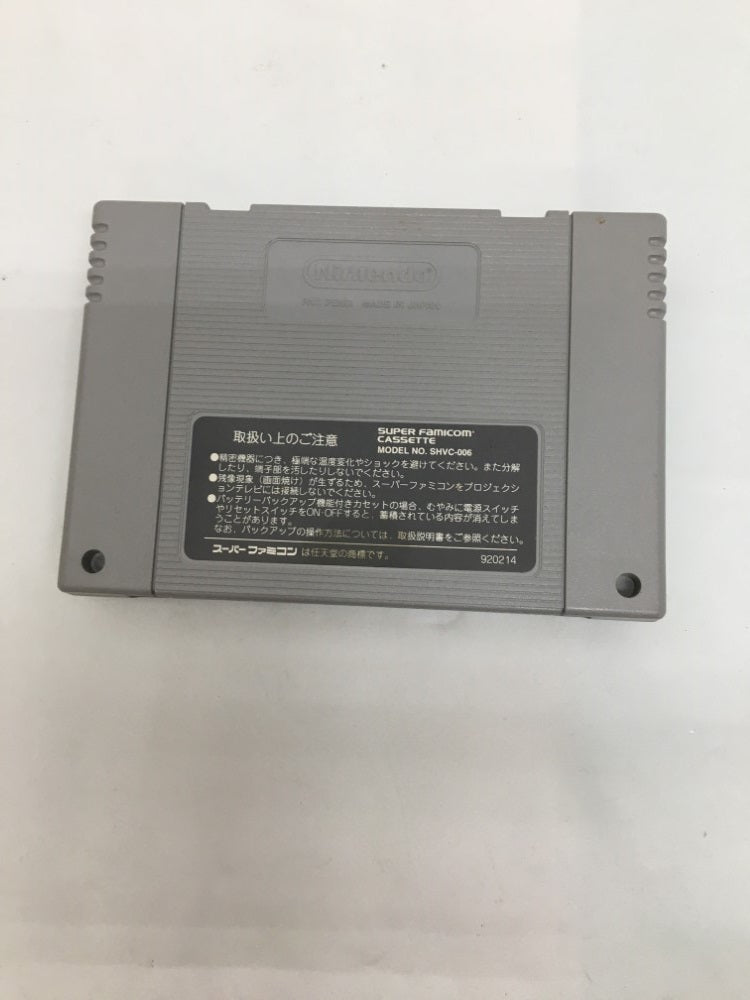 Nintendo
PAT. PEND. MADE IN JAPAN
取扱い上のご注意
SUPER FAMICOM
CASSETTE
MODEL NO. SHVC-006
●精密機器につき、極端な温度変化やショックを避けてください。また分解
したり、端子部を汚したりしないでください。
●残像現象（画面焼け）が生ずるため、スーパーファミコンをプロジェクシ
ョンテレビには接続しないでください。
●バッテリーバックアップ機能付きカセットの場合、むやみに電源スイッチ
やリセットスイッチをON・OFFすると、蓄積されている内容が消えてしま
うことがあります。
なお、バックアップの操作方法については、取扱説明書をご参照ください。
スーパーファミコン は任天堂の商標です。
920214